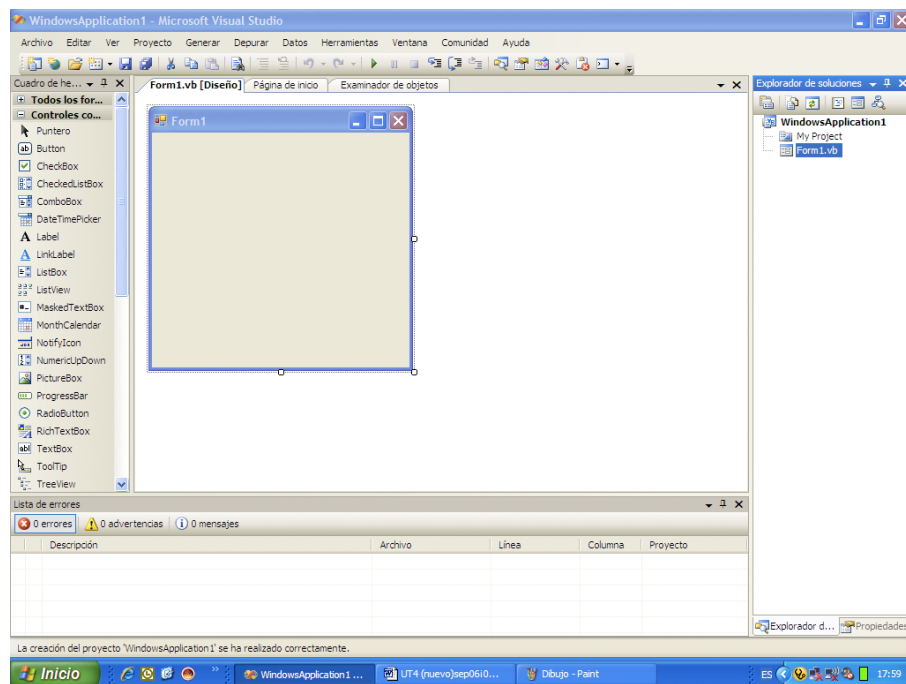 WindowsApplication1 - Microsoft Visual Studio
Archivo Editar Ver Proyecto Generar Depurar Datos Herramientas Ventana Comunidad Ayuda
Cuadro de he...
Form1.vb [Diseño] Página de inicio Examinador de objetos
Explorador de soluciones
Todos los for...
Controles co...
Puntero
Button
CheckBox
CheckedListBox
ComboBox
DateTimePicker
Label
LinkLabel
ListBox
ListView
MaskedTextBox
MonthCalendar
NotifyIcon
NumericUpDown
PictureBox
ProgressBar
RadioButton
RichTextBox
TextBox
ToolTip
TreeView
Form1
WindowsApplication1
My Project
Form1.vb
Lista de errores
0 errores 0 advertencias 0 mensajes
Descripción Archivo Línea Columna Proyecto
Explorador d... Propiedades
La creación del proyecto 'WindowsApplication1' se ha realizado correctamente.
Inicio WindowsApplication1 ... UT4 (nuevo)sep06i0... Dibujo - Paint ES 17:59